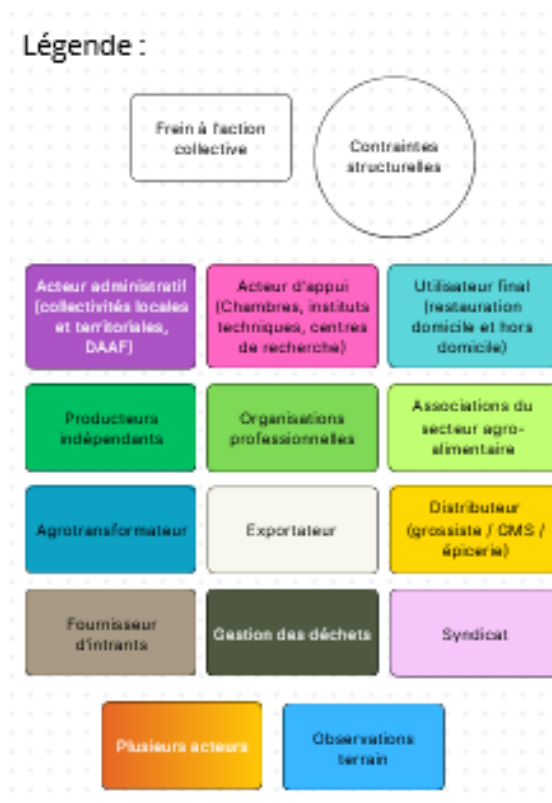 Légende :
Frein à l'action
collective
Contraintes
structurelles
Acteur administratif
(collectivités locales
et territoriales,
DAAF)
Acteur d'appui
(Chambres, instituts
techniques, centres
de recherche)
Utilisateur final
(restauration
domicile et hors
domicile)
Producteurs
indépendants
Organisations
professionnelles
Associations du
secteur agro-
alimentaire
Agrotransformateur
Exportateur
Distributeur
(grossiste / CMS /
épicerie)
Fournisseur
d'intrants
Gestion des déchets
Syndicat
Plusieurs acteurs
Observations
terrain